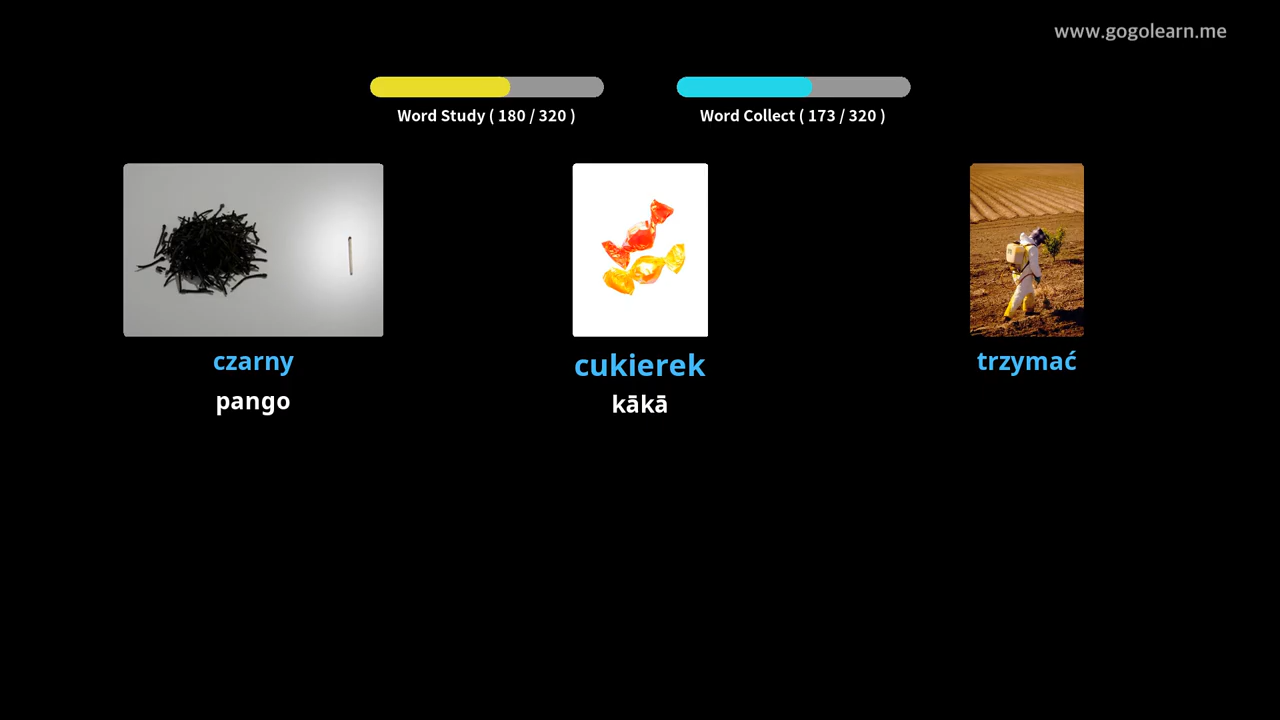 www.gogolearn.me
Word Study ( 180 / 320 )
Word Collect ( 173 / 320 )
czarny
pango
cukierek
kākā
trzymać